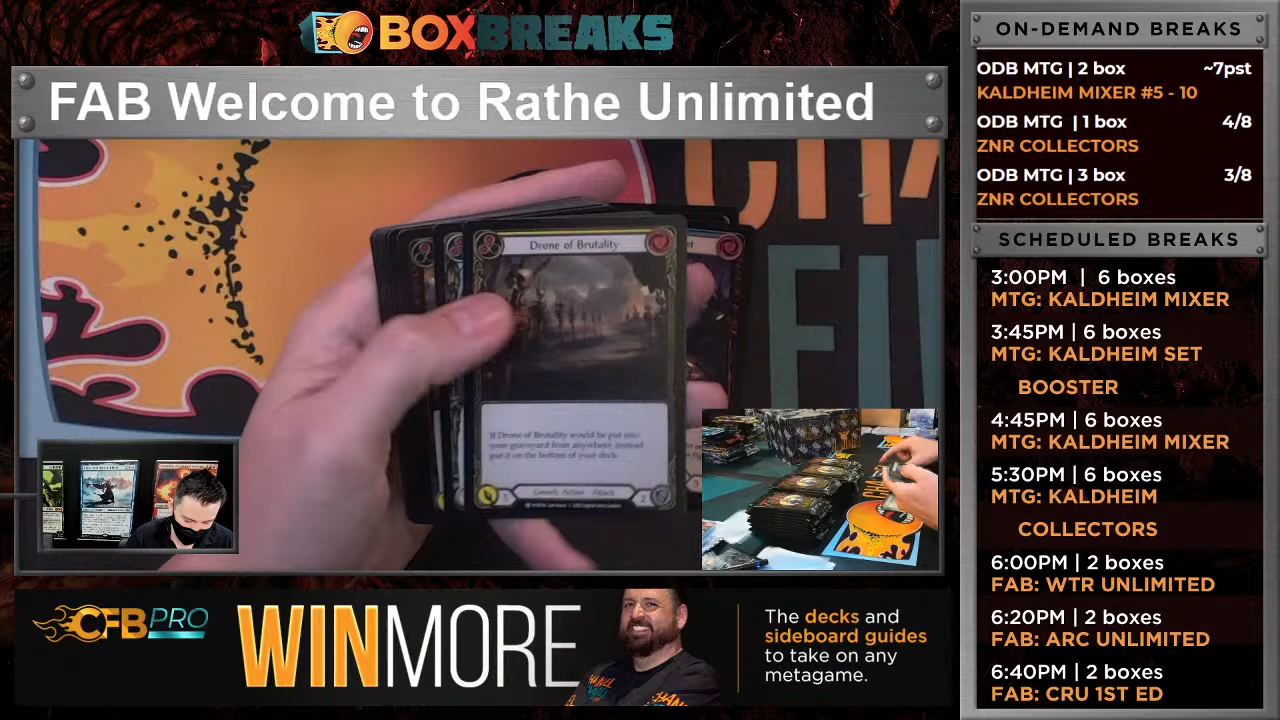 BOXBREAKS
FAB Welcome to Rathe Unlimited
Drone of Brutality
If Drone of Brutality would be put into
your graveyard from anywhere, instead
put it on the bottom of your deck.
Generic Action - Attack
CFB PRO
WINMORE
The decks and
sideboard guides
to take on any
metagame.
ON-DEMAND BREAKS
ODB MTG | 2 box ~7pst
KALDHEIM MIXER #5 - 10
ODB MTG | 1 box 4/8
ZNR COLLECTORS
ODB MTG | 3 box 3/8
ZNR COLLECTORS
SCHEDULED BREAKS
3:00PM | 6 boxes
MTG: KALDHEIM MIXER
3:45PM | 6 boxes
MTG: KALDHEIM SET
BOOSTER
4:45PM | 6 boxes
MTG: KALDHEIM MIXER
5:30PM | 6 boxes
MTG: KALDHEIM
COLLECTORS
6:00PM | 2 boxes
FAB: WTR UNLIMITED
6:20PM | 2 boxes
FAB: ARC UNLIMITED
6:40PM | 2 boxes
FAB: CRU 1ST ED